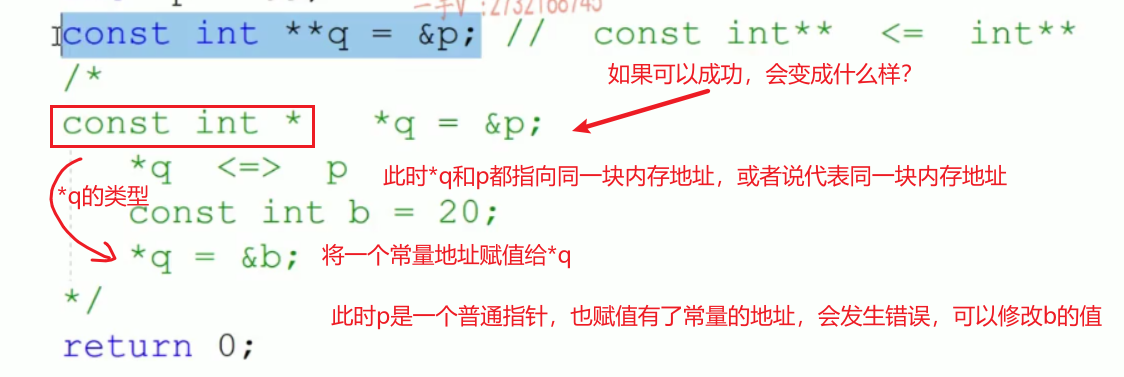 const int **q = &p; // const int** <= int**
/*
如果可以成功，会变成什么样?
const int * *q = &p;
*q <=> p 此时*q和p都指向同一块内存地址，或者说代表同一块内存地址
*q的类型
const int b = 20;
*q = &b; 将一个常量地址赋值给*q
*/
此时p是一个普通指针，也赋值有了常量的地址，会发生错误，可以修改b的值
return 0;